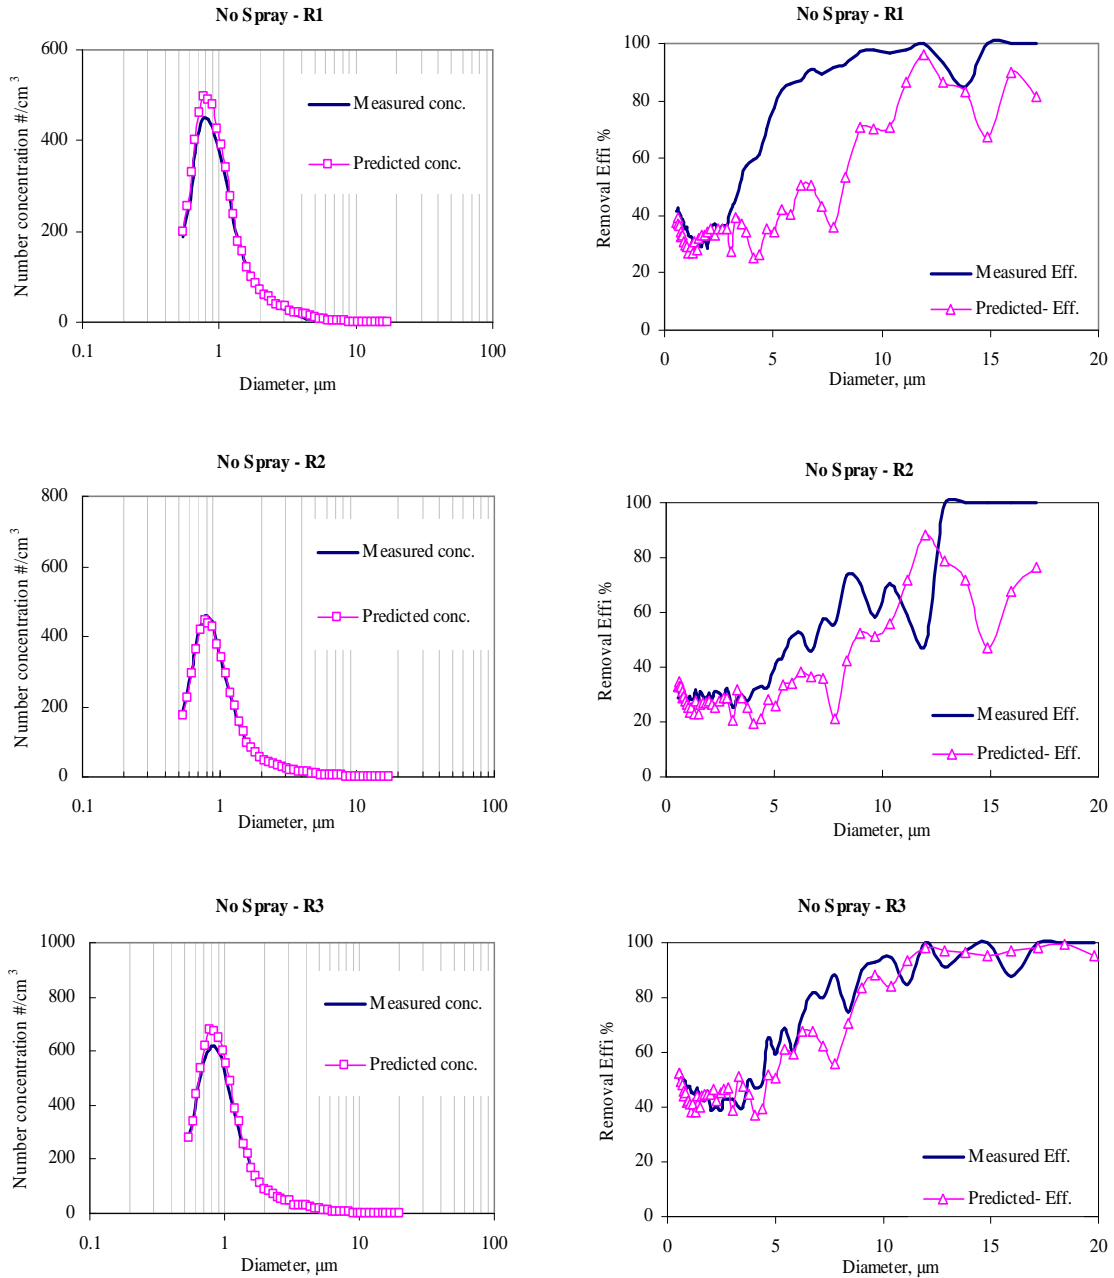 No Spray - R1
600
400
200
0
0.1
1
10
100
Number concentration #/cm³
Diameter, µm
Measured conc.
Predicted conc.
No Spray - R1
100
80
60
40
20
0
0
5
10
15
20
Removal Effi %
Diameter, µm
Measured Eff.
Predicted- Eff.
No Spray - R2
800
600
400
200
0
0.1
1
10
100
Number concentration #/cm³
Diameter, µm
Measured conc.
Predicted conc.
No Spray - R2
100
80
60
40
20
0
0
5
10
15
20
Removal Effi %
Diameter, µm
Measured Eff.
Predicted- Eff.
No Spray - R3
1000
800
600
400
200
0
0.1
1
10
100
Number concentration #/cm³
Diameter, µm
Measured conc.
Predicted conc.
No Spray - R3
100
80
60
40
20
0
0
5
10
15
20
Removal Effi %
Diameter, µm
Measured Eff.
Predicted- Eff.